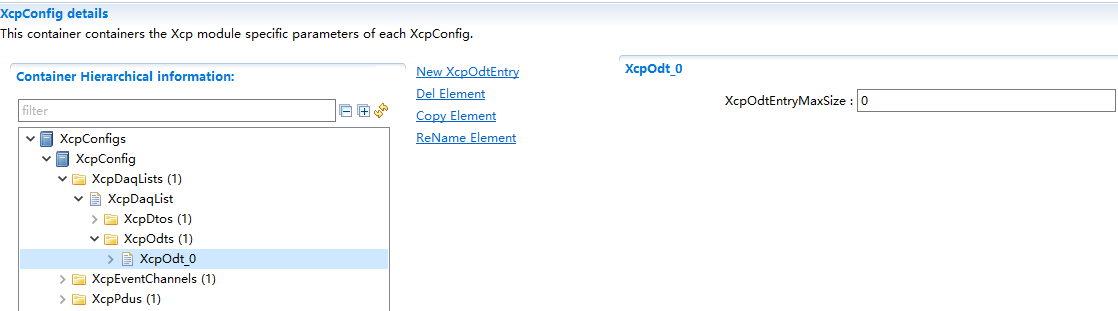 XcpConfig details
This container containers the Xcp module specific parameters of each XcpConfig.
Container Hierarchical information:
filter
XcpConfigs
XcpConfig
XcpDaqLists (1)
XcpDaqList
XcpDtos (1)
XcpOdts (1)
XcpOdt_0
XcpEventChannels (1)
XcpPdus (1)
New XcpOdtEntry
Del Element
Copy Element
ReName Element
XcpOdt_0
XcpOdtEntryMaxSize : 0